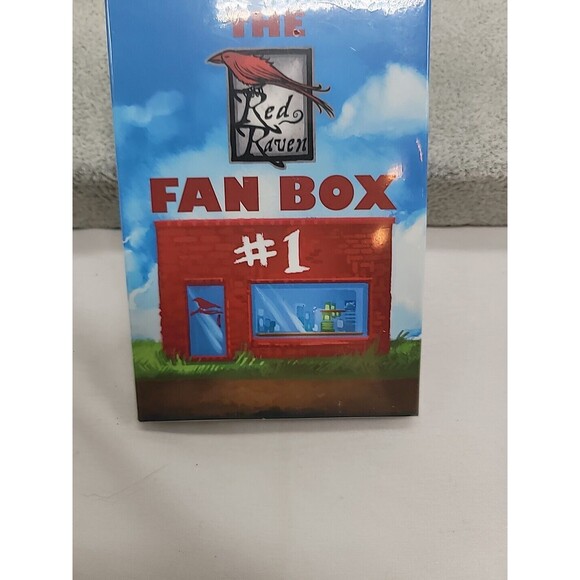 THE
Red
Raven
FAN BOX
#1